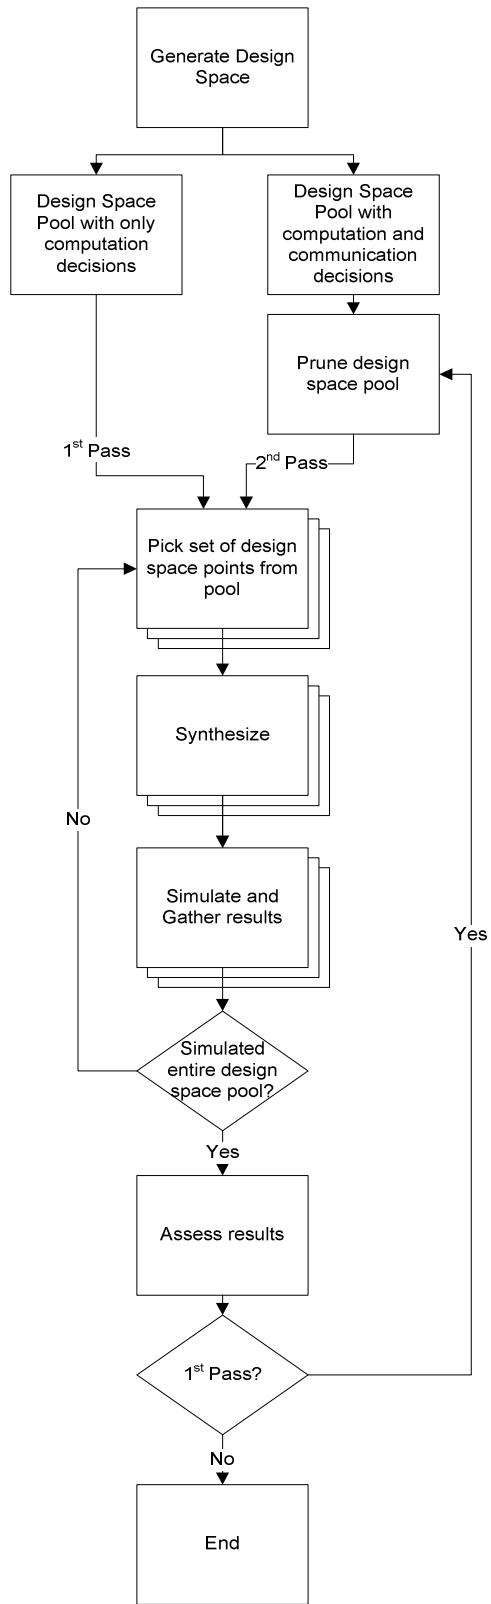 Generate Design
Space
Design Space
Pool with only
computation
decisions
Design Space
Pool with
computation and
communication
decisions
Prune design
space pool
1st Pass
2nd Pass
Pick set of design
space points from
pool
Synthesize
No
Simulate and
Gather results
Yes
Simulated
entire design
space pool?
Yes
Assess results
1st Pass?
No
End